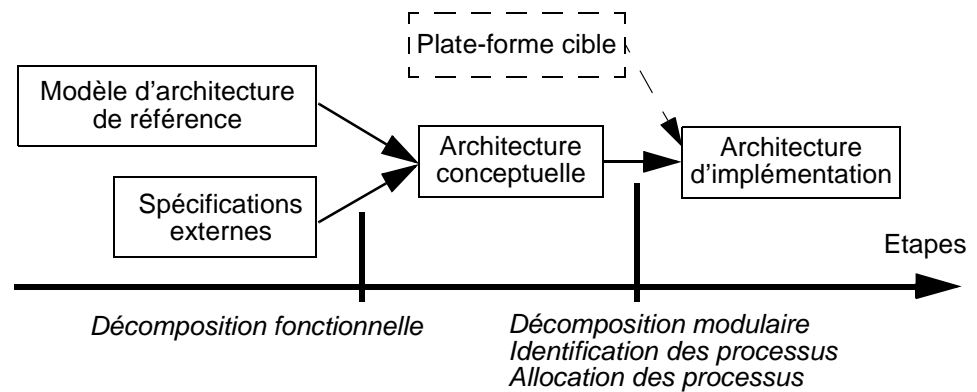 Plate-forme cible
Modèle d'architecture
de référence
Architecture
conceptuelle
Architecture
d'implémentation
Spécifications
externes
Etapes
Décomposition fonctionnelle
Décomposition modulaire
Identification des processus
Allocation des processus